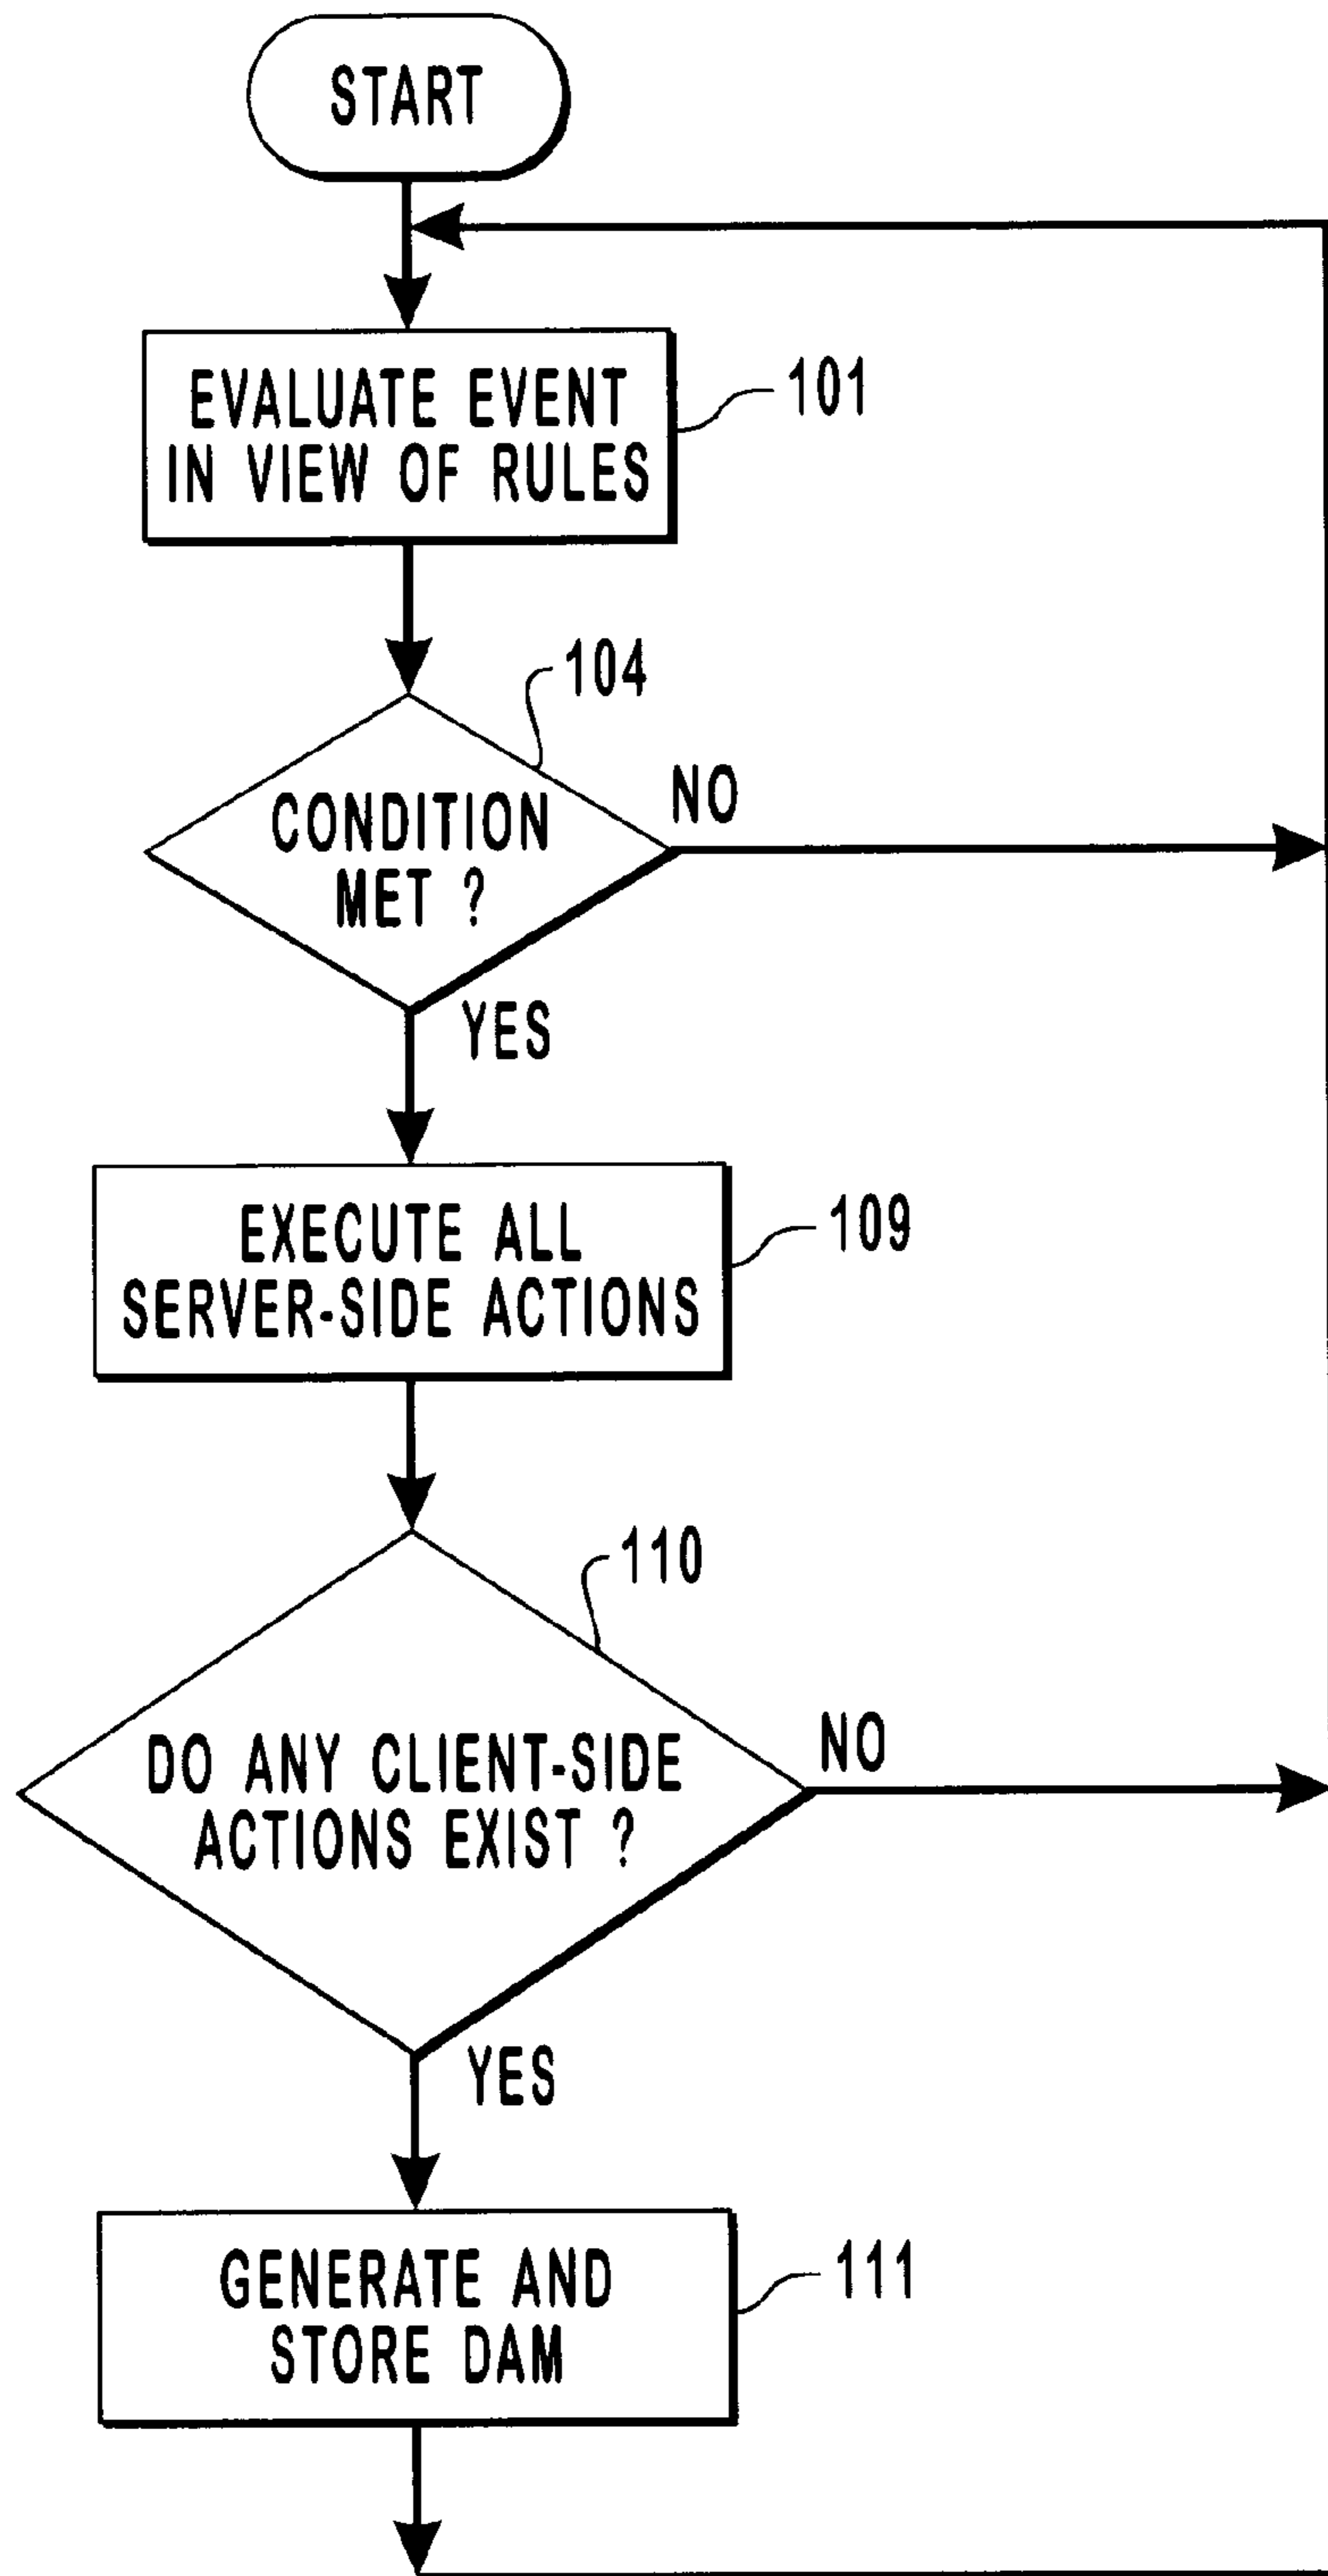 START
EVALUATE EVENT
IN VIEW OF RULES
101
104
CONDITION
MET ?
NO
YES
EXECUTE ALL
SERVER-SIDE ACTIONS
109
110
DO ANY CLIENT-SIDE
ACTIONS EXIST ?
NO
YES
GENERATE AND
STORE DAM
111